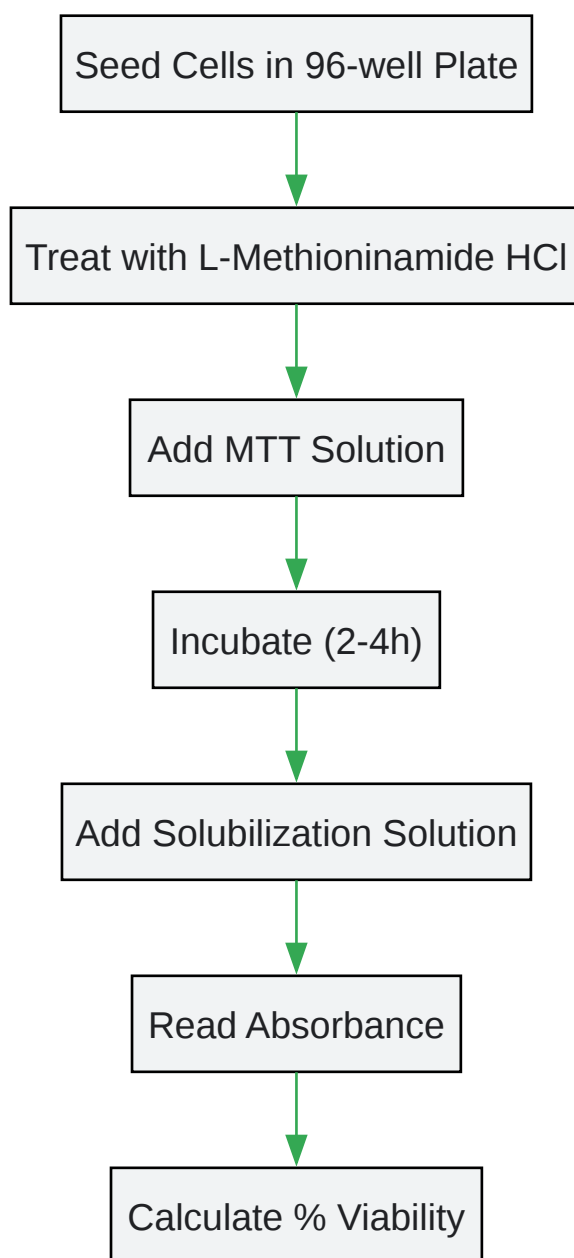 Seed Cells in 96-well Plate
Treat with L-Methioninamide HCl
Add MTT Solution
Incubate (2-4h)
Add Solubilization Solution
Read Absorbance
Calculate % Viability